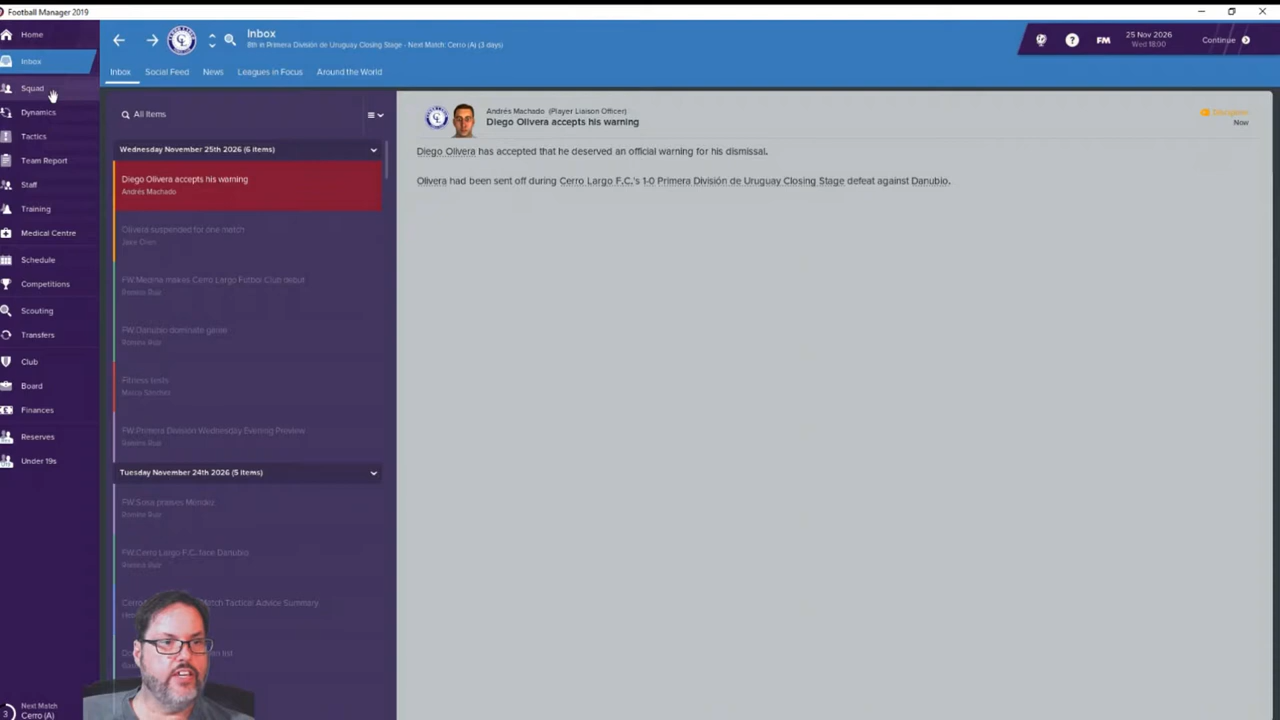 Football Manager 2019
Home
Inbox
Squad
Dynamics
Tactics
Team Report
Staff
Training
Medical Centre
Schedule
Competitions
Scouting
Transfers
Club
Board
Finances
Reserves
Under 19s
3
Next Match
Cerro (A)
Inbox
8th in Primera División de Uruguay Closing Stage - Next Match: Cerro (A) (3 days)
FM
25 Nov 2026
Wed 18:00
Continue
Inbox
Social Feed
News
Leagues in Focus
Around the World
All Items
Wednesday November 25th 2026 (6 items)
Diego Olivera accepts his warning
Andrés Machado
Olivera suspended for one match
FW:Medina makes Cerro Largo Fútbol Club debut
FW:Danubio dominate game
Fitness tests
FW:Primera División Wednesday Evening Preview
Tuesday November 24th 2026 (5 items)
FW:Sosa praises Méndez
FW:Cerro Largo F.C. face Danubio
Match Tactical Advice Summary
list
Andrés Machado (Player Liaison Officer)
Diego Olivera accepts his warning
Discipline
Now
Diego Olivera has accepted that he deserved an official warning for his dismissal.
Olivera had been sent off during Cerro Largo F.C.'s 1-0 Primera División de Uruguay Closing Stage defeat against Danubio.